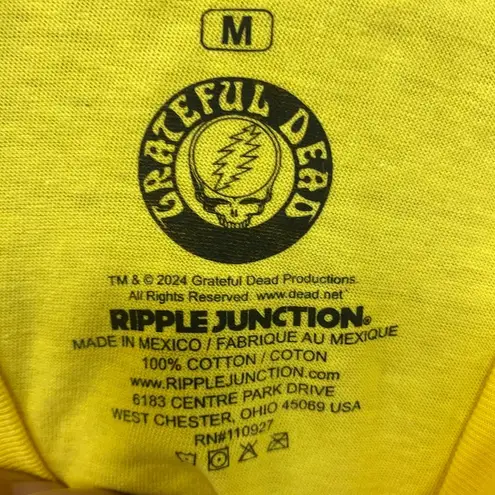 M
GRATEFUL DEAD
TM & © 2024 Grateful Dead Productions.
All Rights Reserved www.dead.net
RIPPLE JUNCTION®
MADE IN MEXICO / FABRIQUE AU MEXIQUE
100% COTTON / COTON
www.RIPPLEJUNCTION.com
6183 CENTRE PARK DRIVE
WEST CHESTER, OHIO 45069 USA
RN#110927